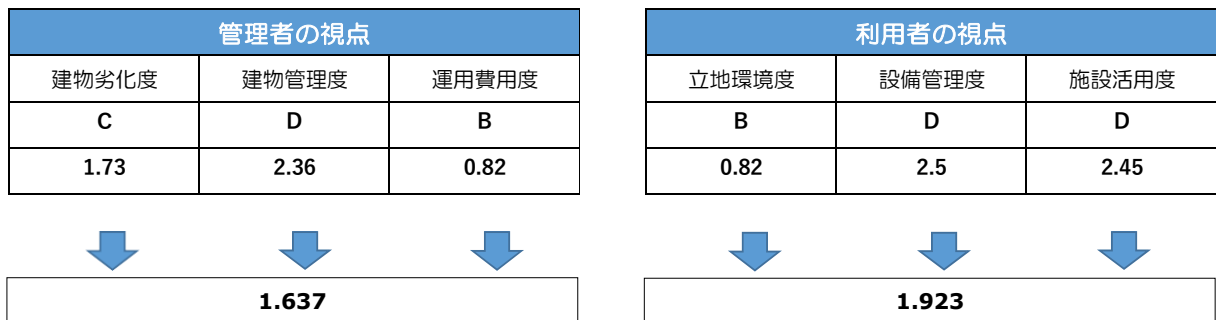 管理者の視点
建物劣化度 建物管理度 運用費用度
C D B
1.73 2.36 0.82
1.637
利用者の視点
立地環境度 設備管理度 施設活用度
B D D
0.82 2.5 2.45
1.923